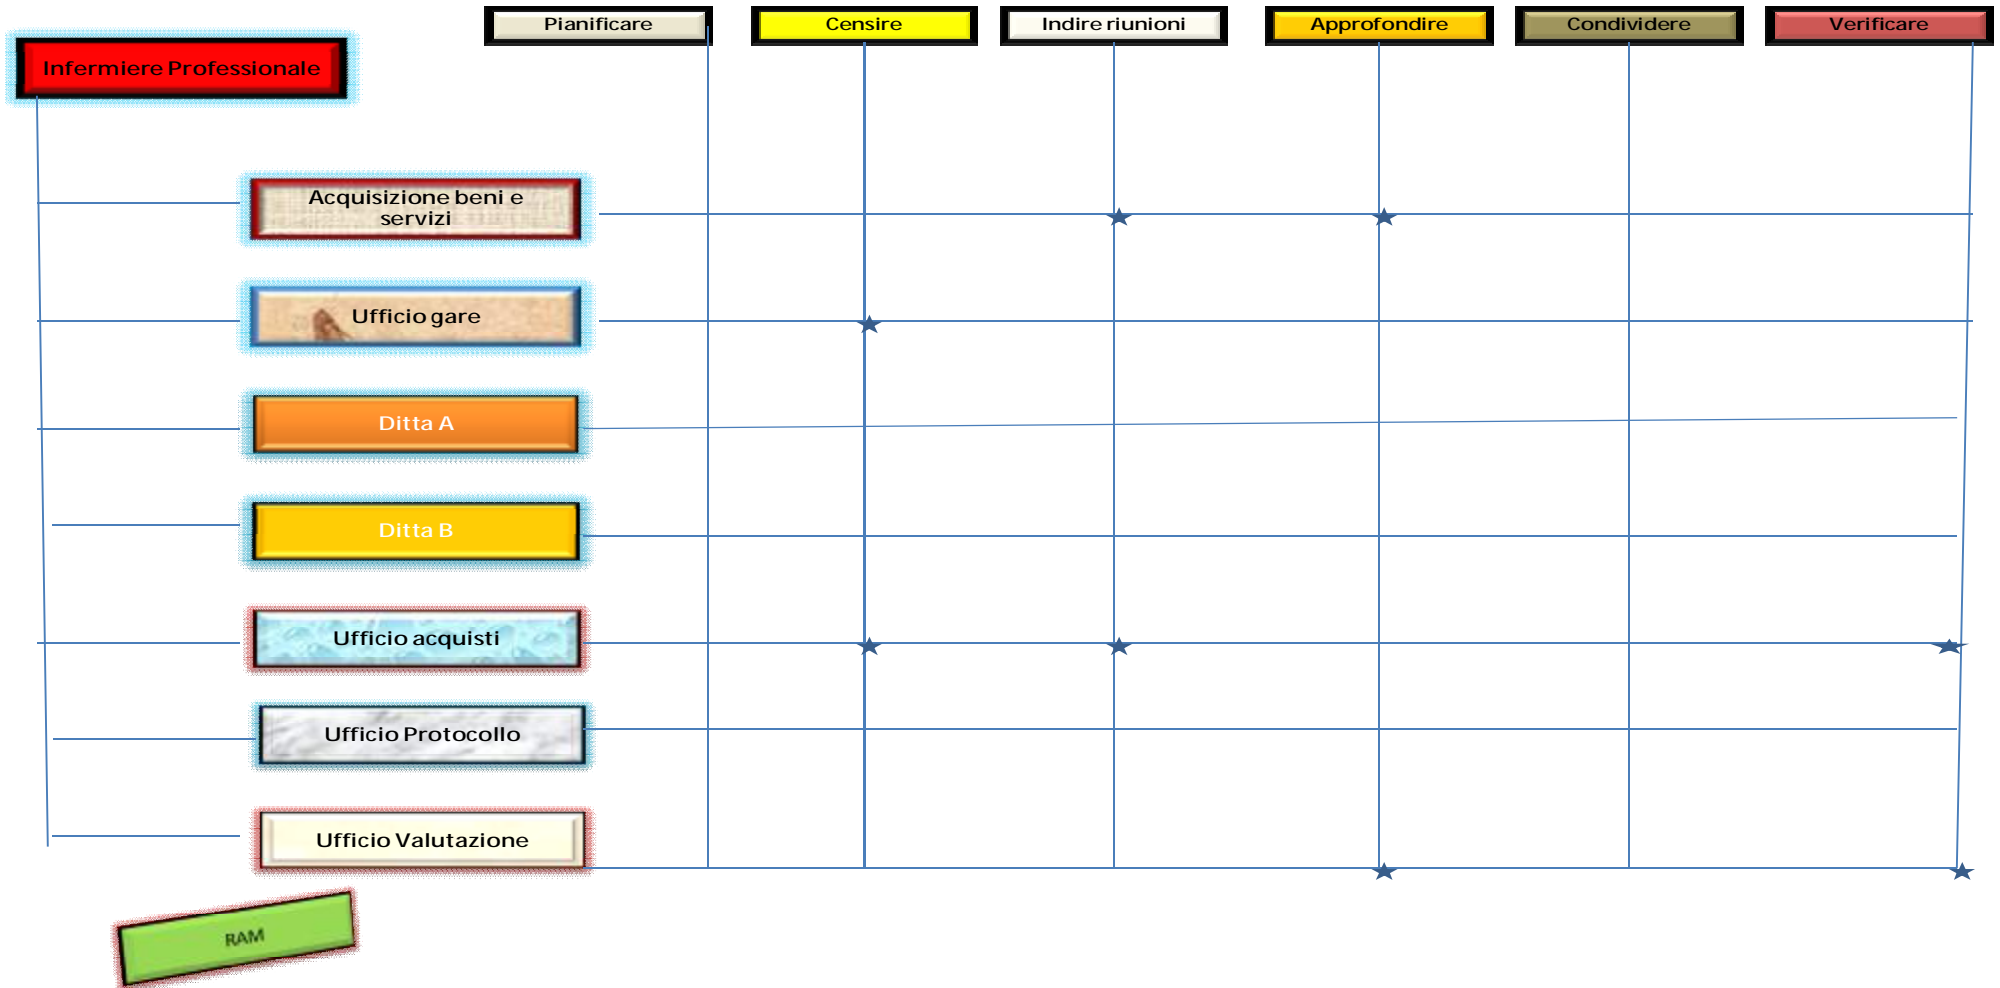 Pianificare
Censire
Indire riunioni
Approfondire
Condividere
Verificare
Infermiere Professionale
Acquisizione beni e
servizi
Ufficio gare
Ditta A
Ditta B
Ufficio acquisti
Ufficio Protocollo
Ufficio Valutazione
RAM